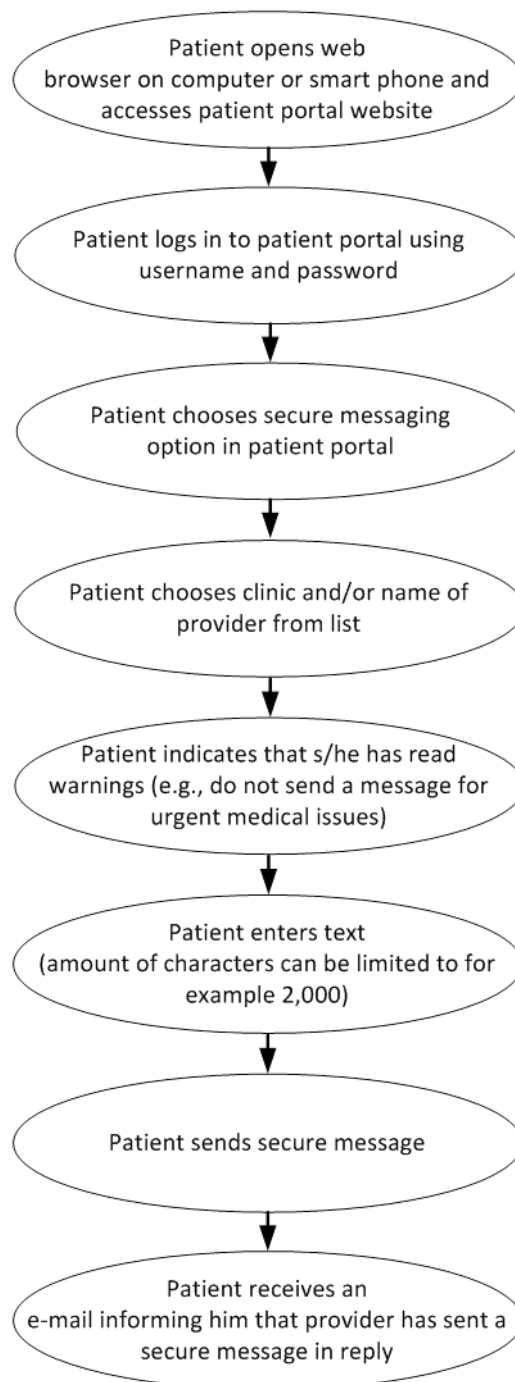 Patient opens web
browser on computer or smart phone and
accesses patient portal website
Patient logs in to patient portal using
username and password
Patient chooses secure messaging
option in patient portal
Patient chooses clinic and/or name of
provider from list
Patient indicates that s/he has read
warnings (e.g., do not send a message for
urgent medical issues)
Patient enters text
(amount of characters can be limited to for
example 2,000)
Patient sends secure message
Patient receives an
e-mail informing him that provider has sent a
secure message in reply